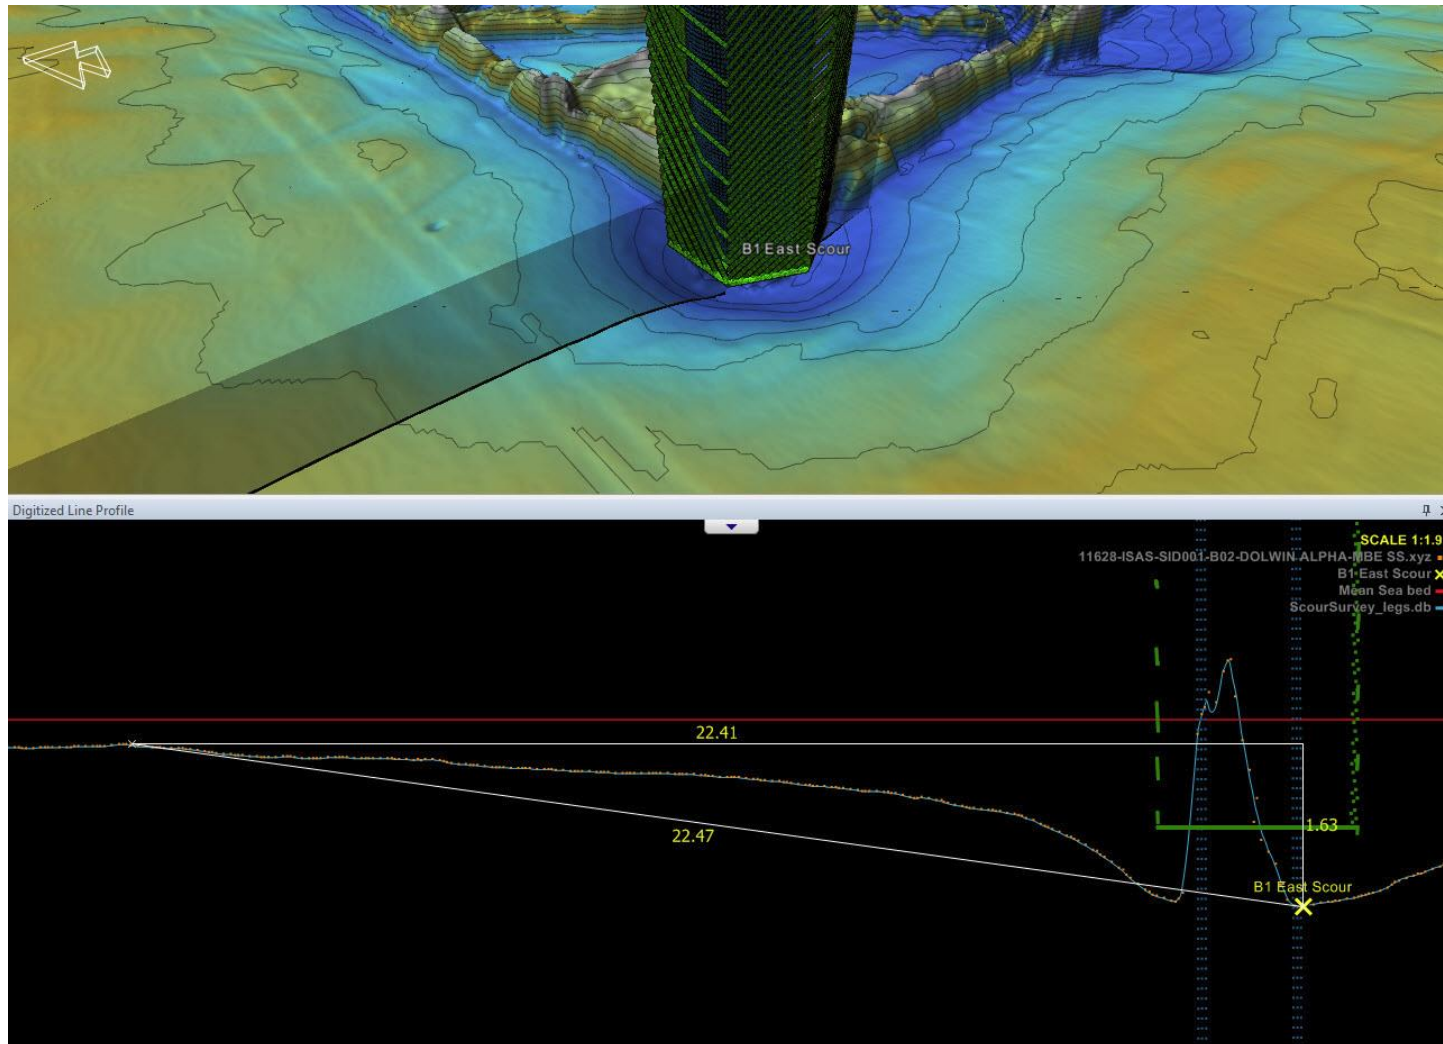 B1 East Scour
Digitized Line Profile
SCALE 1:1.9
11628-ISAS-SID001-B02-DOLWIN ALPHA-MBE SS.xyz
B1 East Scour
Mean Sea bed
ScourSurvey_legs.db
22.41
1.63
22.47
B1 East Scour